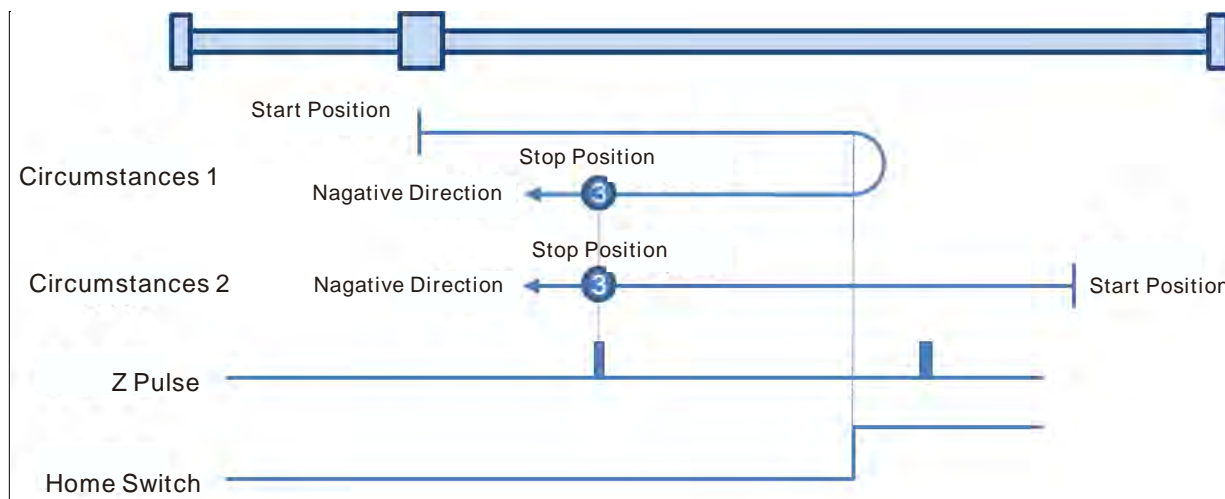 Start Position
Circumstances 1
Stop Position
Nagative Direction
3
Stop Position
Circumstances 2
Nagative Direction
3
Start Position
Z Pulse
Home Switch